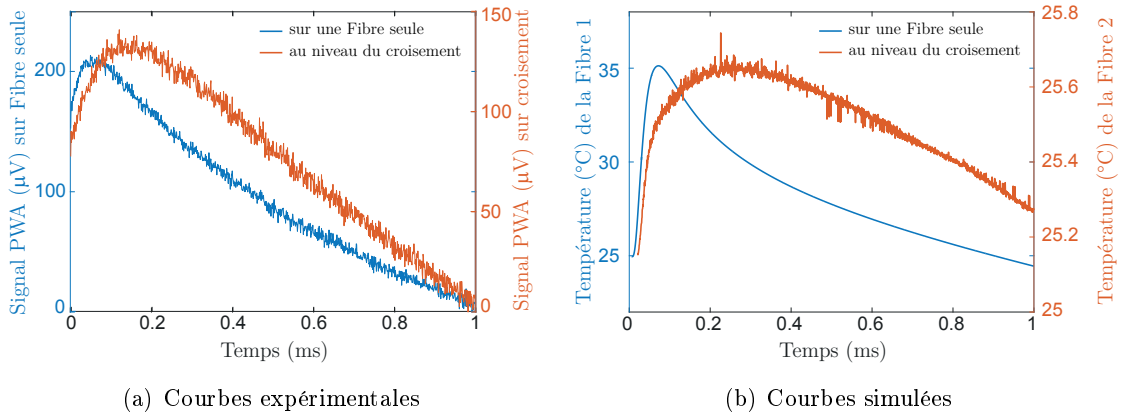 Signal PWA (µV) sur Fibre seule
200
100
0
sur une Fibre seule
au niveau du croisement
150
100
50
0
Signal PWA (µV) sur croisement
0 0.2 0.4 0.6 0.8 1
Temps (ms)
(a) Courbes expérimentales
Température (°C) de la Fibre 1
35
30
25
sur une Fibre seule
au niveau du croisement
25.8
25.6
25.4
25.2
25
Température (°C) de la Fibre 2
0 0.2 0.4 0.6 0.8 1
Temps (ms)
(b) Courbes simulées